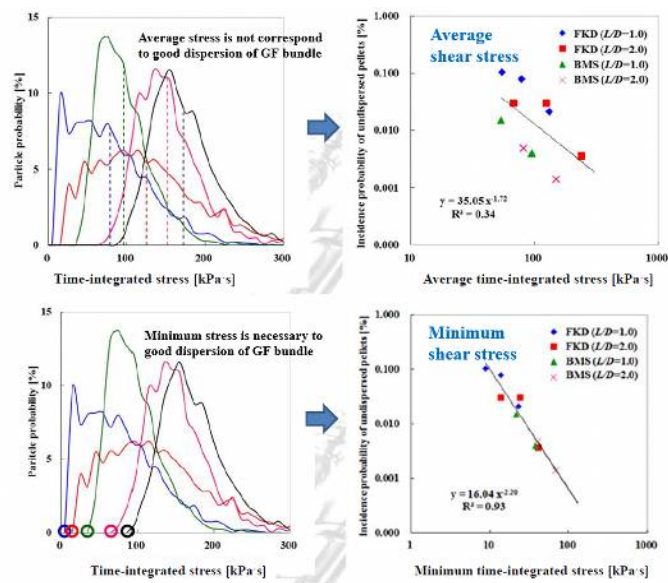 Average stress is not correspond
to good dispersion of GF bundle
Particle probability [%]
15
10
5
0
0
100
200
300
Time-integrated stress [kPa·s]
Average
shear stress
FKD (L/D=1.0)
FKD (L/D=2.0)
BMS (L/D=1.0)
BMS (L/D=2.0)
Incidence probability of undispersed pellets [%]
1.000
0.100
0.010
0.001
0.000
y = 35.05 x-1.72
R² = 0.34
10
100
1000
Average time-integrated stress [kPa·s]
Minimum stress is necessary to
good dispersion of GF bundle
Particle probability [%]
15
10
5
0
0
100
200
300
Time-integrated stress [kPa·s]
Minimum
shear stress
FKD (L/D=1.0)
FKD (L/D=2.0)
BMS (L/D=1.0)
BMS (L/D=2.0)
Incidence probability of undispersed pellets [%]
1.000
0.100
0.010
0.001
0.000
y = 16.04 x-2.20
R² = 0.93
1
10
100
1000
Minimum time-integrated stress [kPa·s]